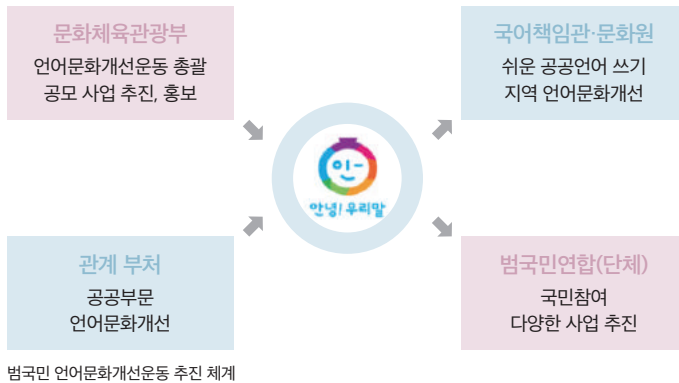 문화체육관광부
언어문화개선운동 총괄
공모 사업 추진, 홍보
국어책임관·문화원
쉬운 공공언어 쓰기
지역 언어문화개선
안녕! 우리말
관계 부처
공공부문
언어문화개선
범국민연합(단체)
국민참여
다양한 사업 추진
범국민 언어문화개선운동 추진 체계